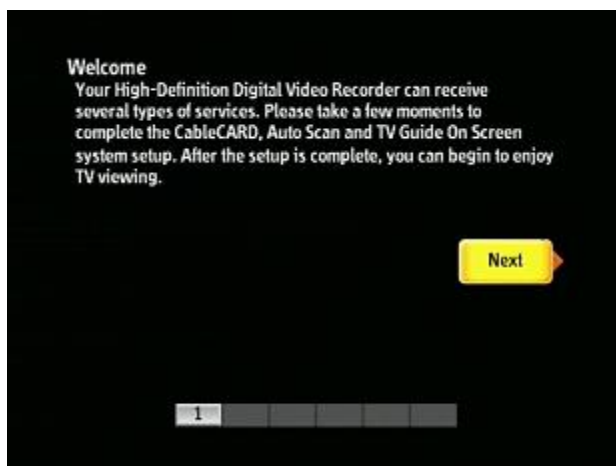 Welcome
Your High-Definition Digital Video Recorder can receive
several types of services. Please take a few moments to
complete the CableCARD, Auto Scan and TV Guide On Screen
system setup. After the setup is complete, you can begin to enjoy
TV viewing.
Next
1